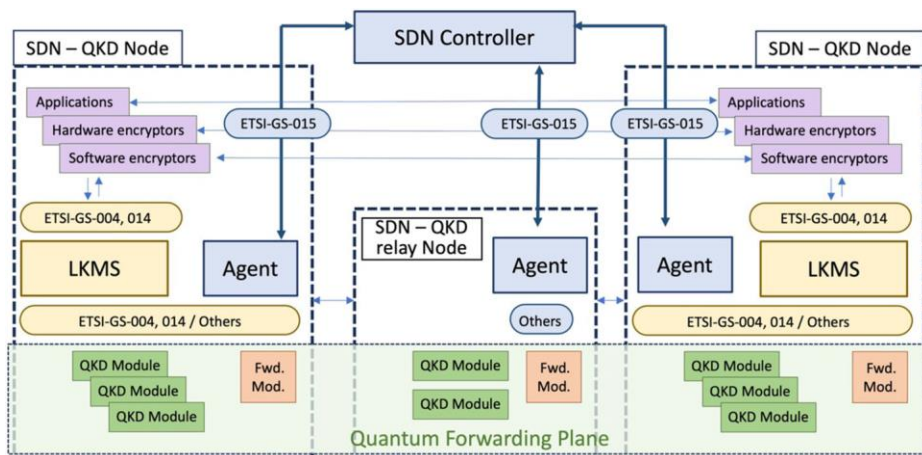 SDN – QKD Node
SDN Controller
SDN – QKD Node
Applications
Hardware encryptors
Software encryptors
ETSI-GS-015
ETSI-GS-015
ETSI-GS-015
Applications
Hardware encryptors
Software encryptors
ETSI-GS-004, 014
LKMS
Agent
ETSI-GS-004, 014 / Others
SDN – QKD
relay Node
Agent
Others
ETSI-GS-004, 014
Agent
LKMS
ETSI-GS-004, 014 / Others
QKD Module
QKD Module
QKD Module
Fwd.
Mod.
QKD Module
QKD Module
Fwd.
Mod.
QKD Module
QKD Module
QKD Module
Fwd.
Mod.
Quantum Forwarding Plane